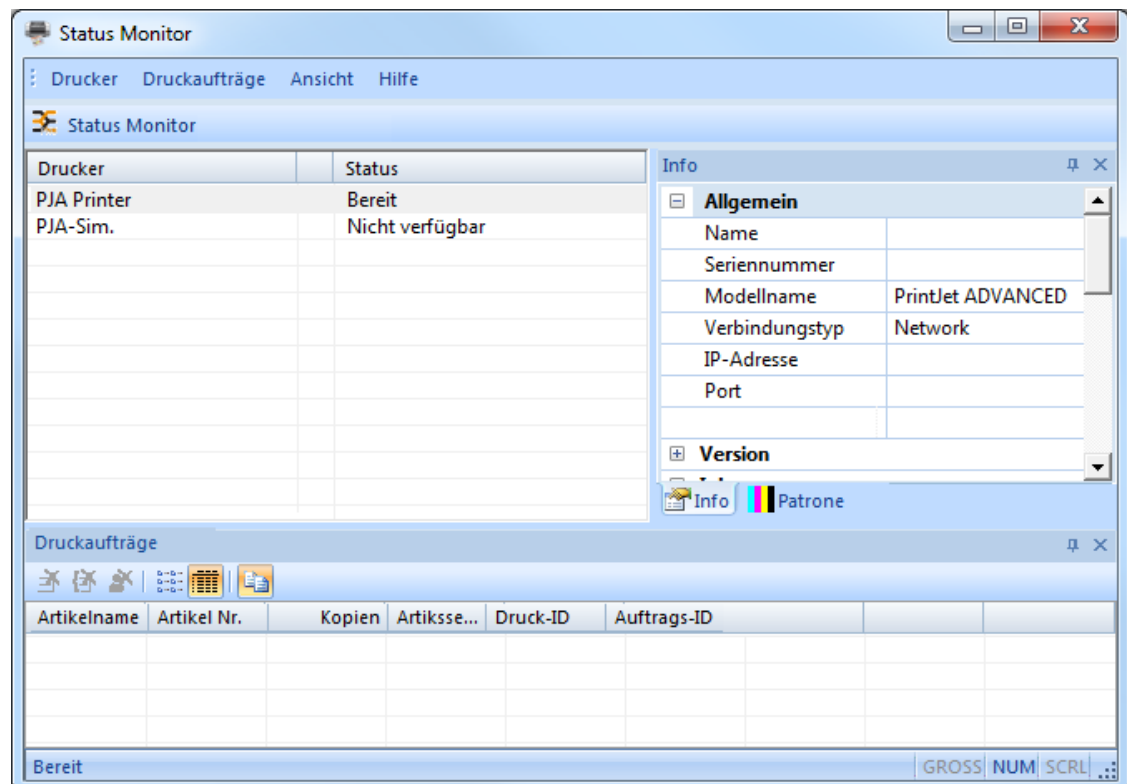 Status Monitor
Drucker Druckaufträge Ansicht Hilfe
Status Monitor
Drucker Status
PJA Printer Bereit
PJA-Sim. Nicht verfügbar
Info
Allgemein
Name
Seriennummer
Modellname PrintJet ADVANCED
Verbindungstyp Network
IP-Adresse
Port
Version
Info Patrone
Druckaufträge
Artikelname Artikel Nr. Kopien Artiksse... Druck-ID Auftrags-ID
Bereit GROSS NUM SCRL